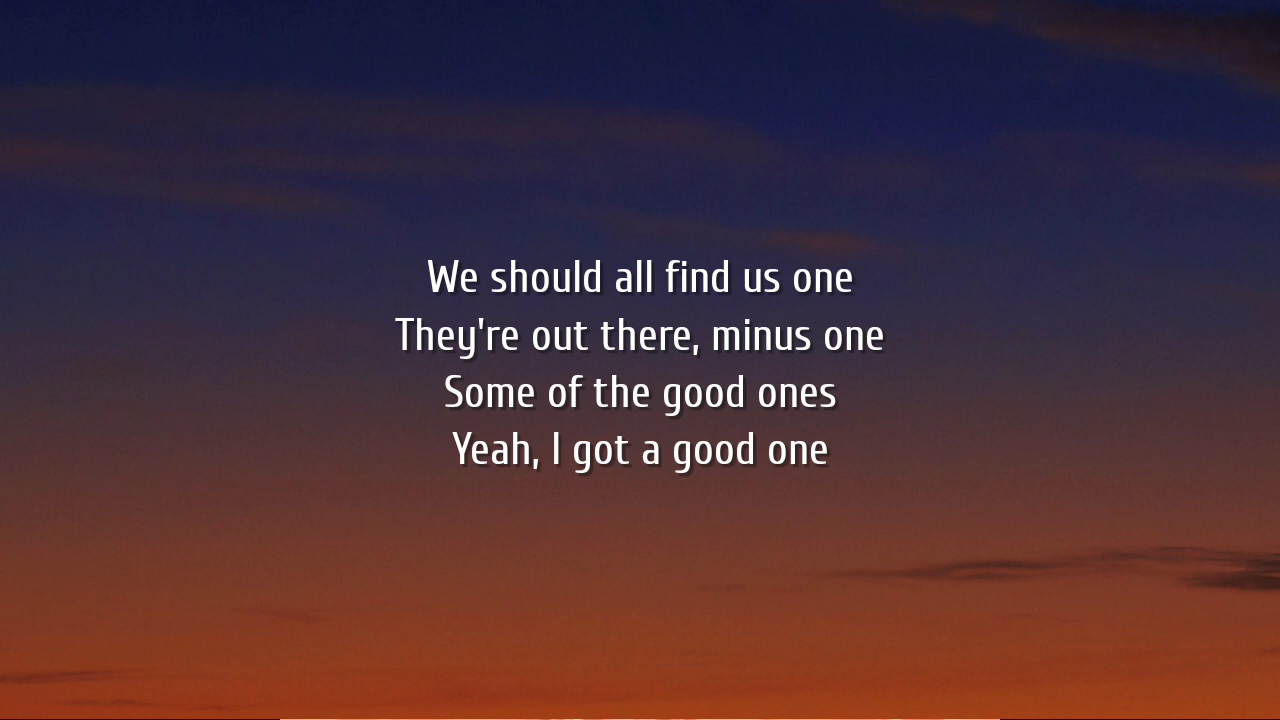 We should all find us one
They're out there, minus one
Some of the good ones
Yeah, I got a good one